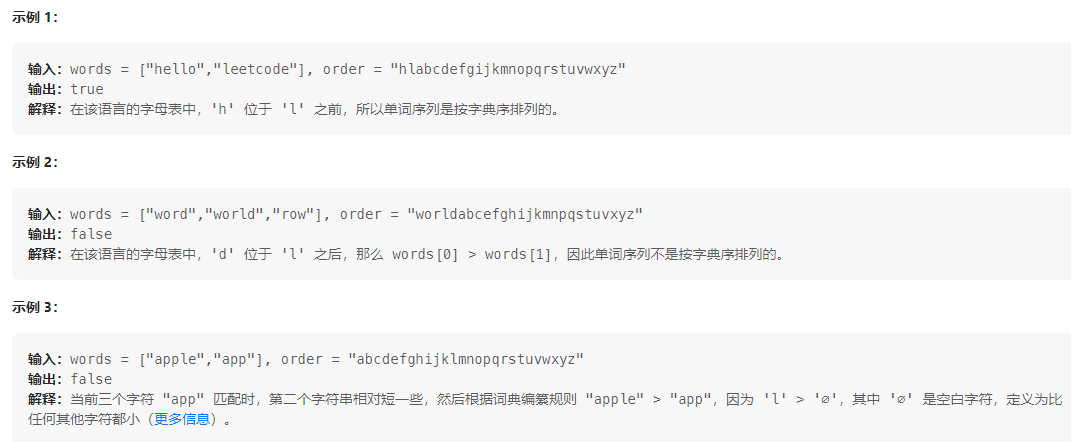 示例 1：
输入：words = ["hello","leetcode"], order = "hlabcdefgijkmnopqrstuvwxyz"
输出：true
解释：在该语言的字母表中，'h' 位于 'l' 之前，所以单词序列是按字典序排列的。
示例 2：
输入：words = ["word","world","row"], order = "worldabcefghijkmnpqstuvxyz"
输出：false
解释：在该语言的字母表中，'d' 位于 'l' 之后，那么 words[0] > words[1]，因此单词序列不是按字典序排列的。
示例 3：
输入：words = ["apple","app"], order = "abcdefghijklmnopqrstuvwxyz"
输出：false
解释：当前三个字符 "app" 匹配时，第二个字符串相对短一些，然后根据词典编纂规则 "apple" > "app"，因为 'l' > '∅'，其中 '∅' 是空白字符，定义为比
任何其他字符都小（更多信息）。